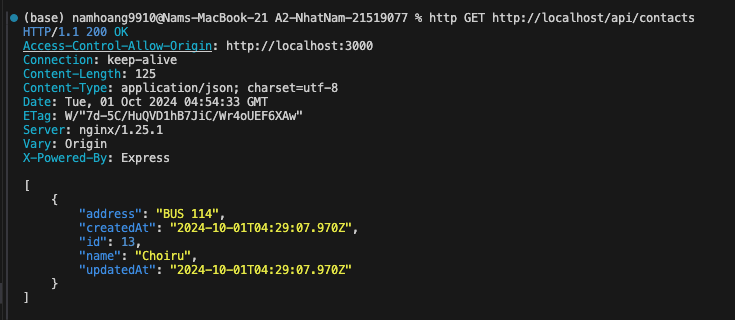 (base) namhoang9910@Nams-MacBook-21 A2-NhatNam-21519077 % http GET http://localhost/api/contacts
HTTP/1.1 200 OK
Access-Control-Allow-Origin: http://localhost:3000
Connection: keep-alive
Content-Length: 125
Content-Type: application/json; charset=utf-8
Date: Tue, 01 Oct 2024 04:54:33 GMT
ETag: W/"7d-5C/HuQVD1hB7JiC/Wr4oUEF6XAw"
Server: nginx/1.25.1
Vary: Origin
X-Powered-By: Express
[
    {
        "address": "BUS 114",
        "createdAt": "2024-10-01T04:29:07.970Z",
        "id": 13,
        "name": "Choiru",
        "updatedAt": "2024-10-01T04:29:07.970Z"
    }
]